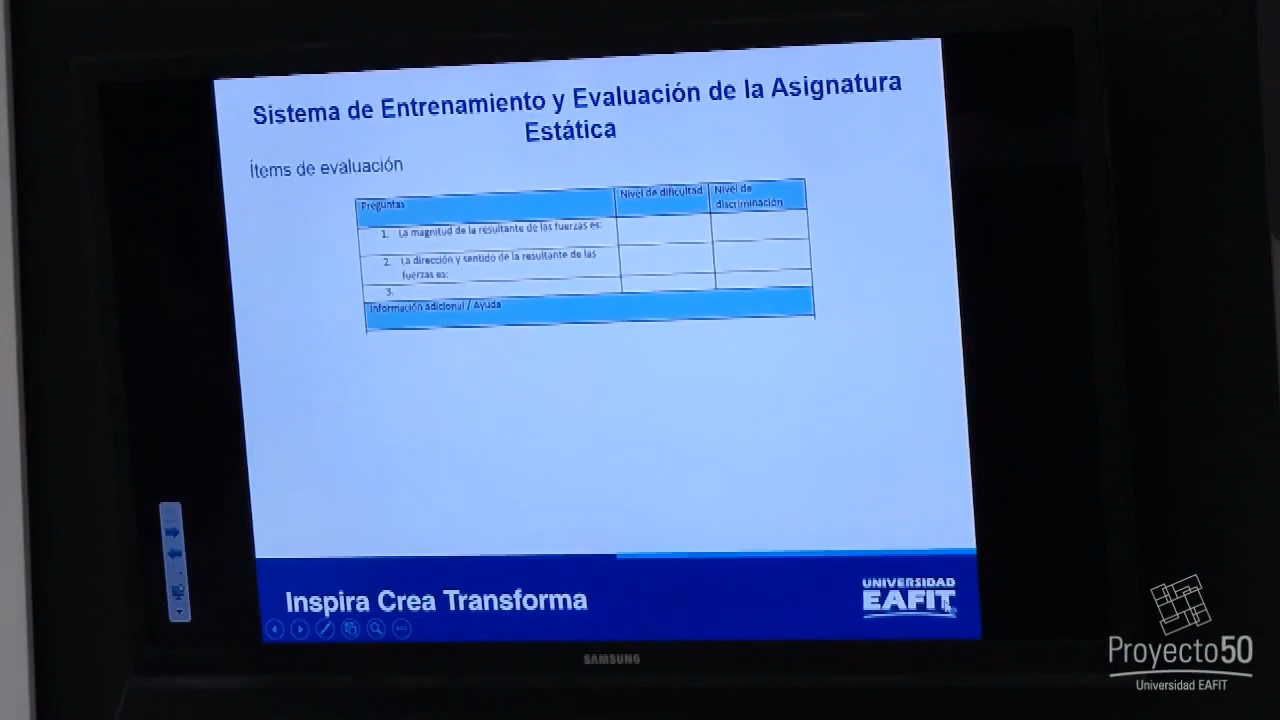 Sistema de Entrenamiento y Evaluación de la Asignatura
Estática
Ítems de evaluación
Preguntas
Nivel de dificultad
Nivel de
discriminación
1. La magnitud de la resultante de las fuerzas es:
2. La dirección y sentido de la resultante de las
fuerzas es:
3.
Información adicional / Ayuda
Inspira Crea Transforma
UNIVERSIDAD
EAFIT
SAMSUNG
Proyecto50
Universidad EAFIT